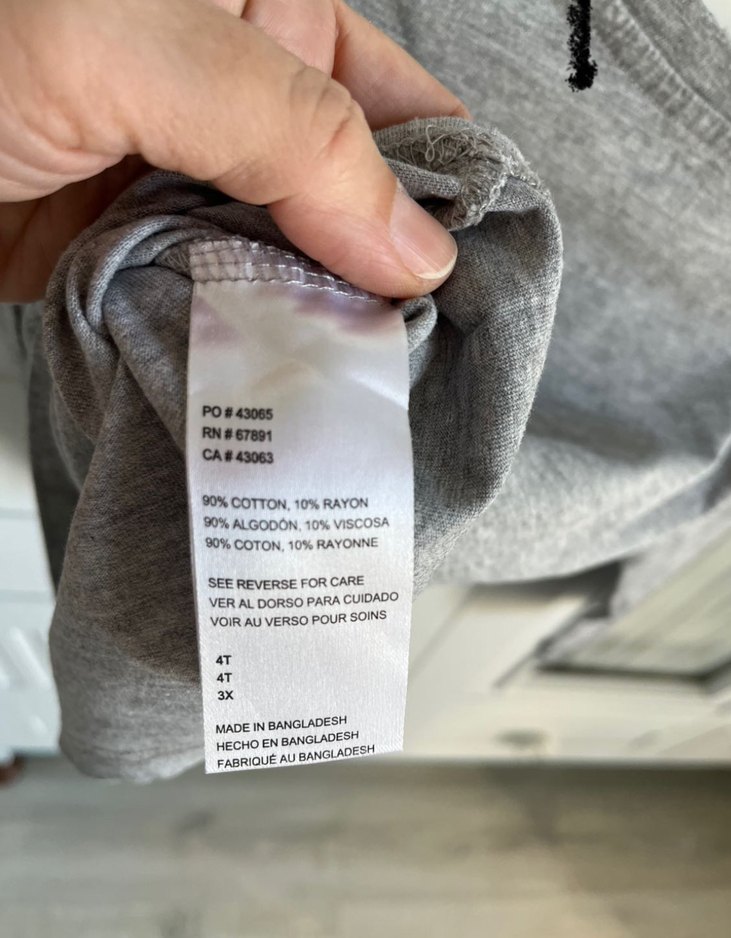 PO # 43065
RN # 67891
CA # 43063
90% COTTON, 10% RAYON
90% ALGODÓN, 10% VISCOSA
90% COTON, 10% RAYONNE
SEE REVERSE FOR CARE
VER AL DORSO PARA CUIDADO
VOIR AU VERSO POUR SOINS
4T
4T
3X
MADE IN BANGLADESH
HECHO EN BANGLADESH
FABRIQUÉ AU BANGLADESH